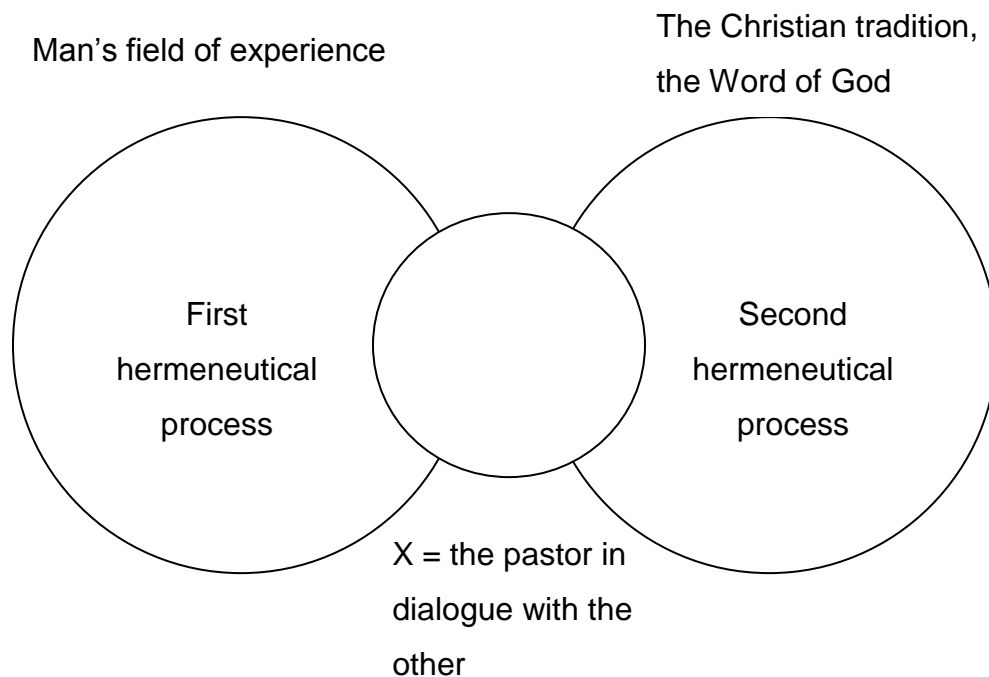 Man’s field of experience
The Christian tradition,
the Word of God
First
hermeneutical
process
Second
hermeneutical
process
X = the pastor in
dialogue with the
other